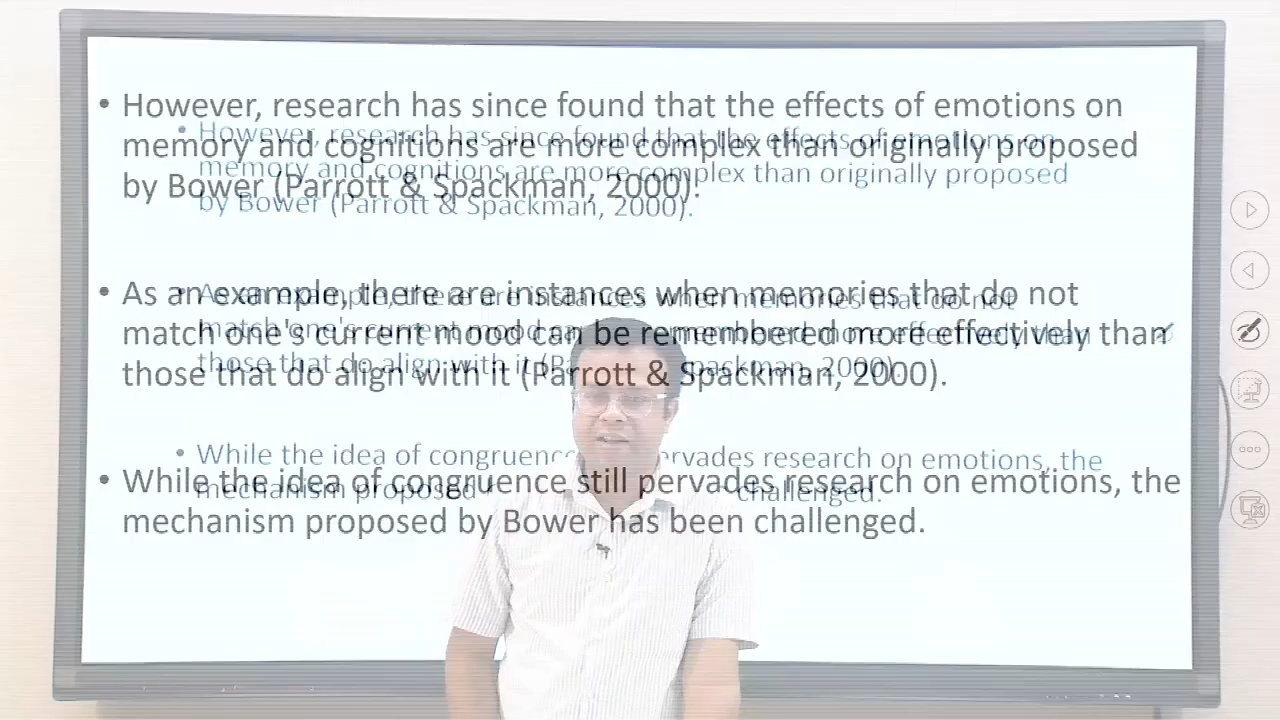 • However, research has since found that the effects of emotions on
memory and cognitions are more complex than originally proposed
by Bower (Parrott & Spackman, 2000).
• As an example, there are instances when memories that do not
match one's current mood can be remembered more effectively than
those that do align with it (Parrott & Spackman, 2000).
• While the idea of congruence still pervades research on emotions, the
mechanism proposed by Bower has been challenged.